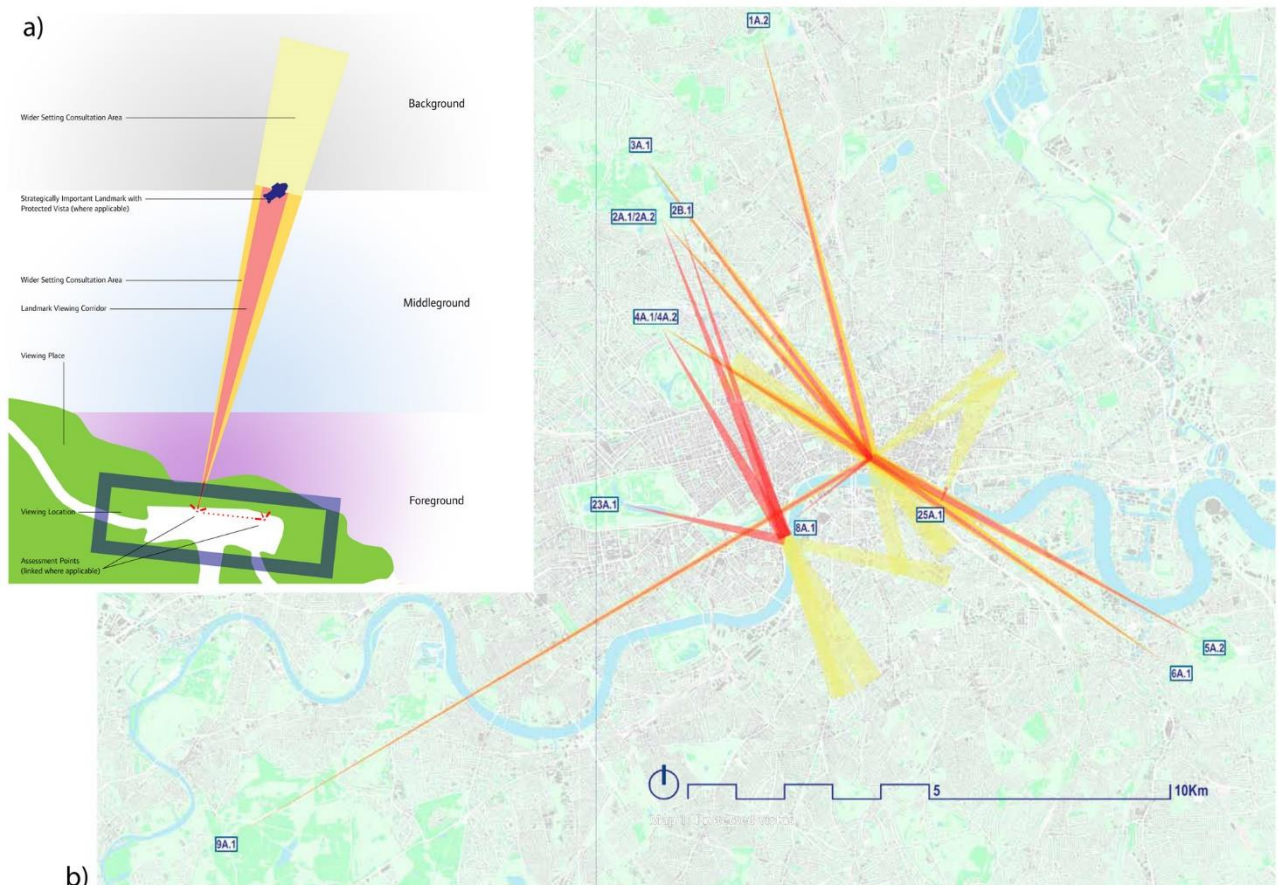 a)
Background
Wider Setting Consultation Area
Strategically Important Landmark with
Protected Vista (where applicable)
Wider Setting Consultation Area
Landmark Viewing Corridor
Middleground
Viewing Place
Foreground
Viewing Location
Assessment Points
(linked where applicable)
1A.2
3A.1
2B.1
2A.1/2A.2
4A.1/4A.2
23A.1
25A.1
8A.1
5A.2
6A.1
5
10Km
9A.1
b)